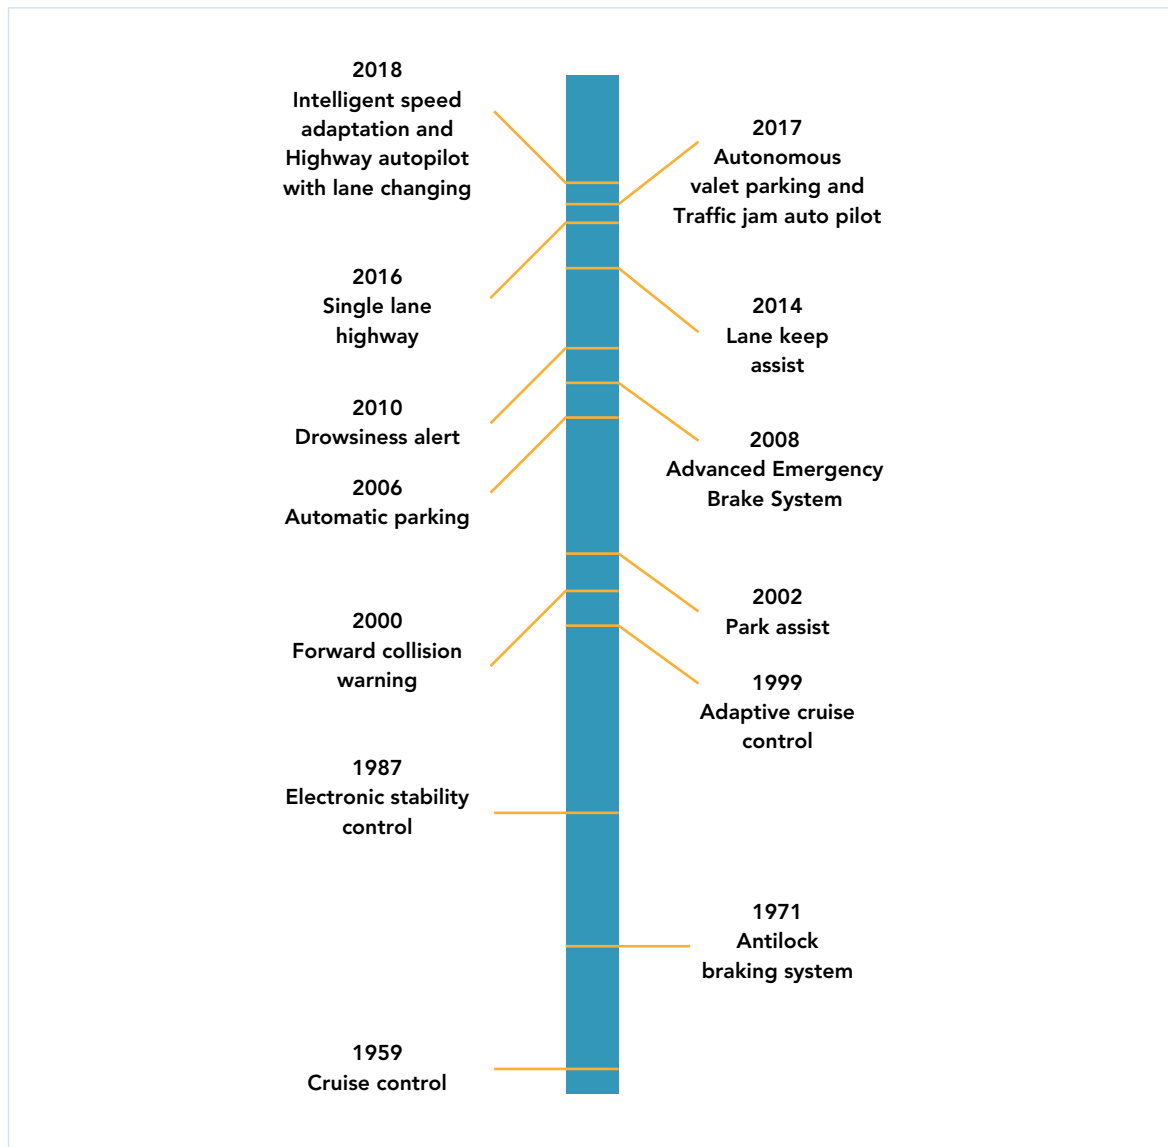 2018
Intelligent speed
adaptation and
Highway autopilot
with lane changing
2017
Autonomous
valet parking and
Traffic jam auto pilot
2016
Single lane
highway
2014
Lane keep
assist
2010
Drowsiness alert
2008
Advanced Emergency
Brake System
2006
Automatic parking
2002
Park assist
2000
Forward collision
warning
1999
Adaptive cruise
control
1987
Electronic stability
control
1971
Antilock
braking system
1959
Cruise control